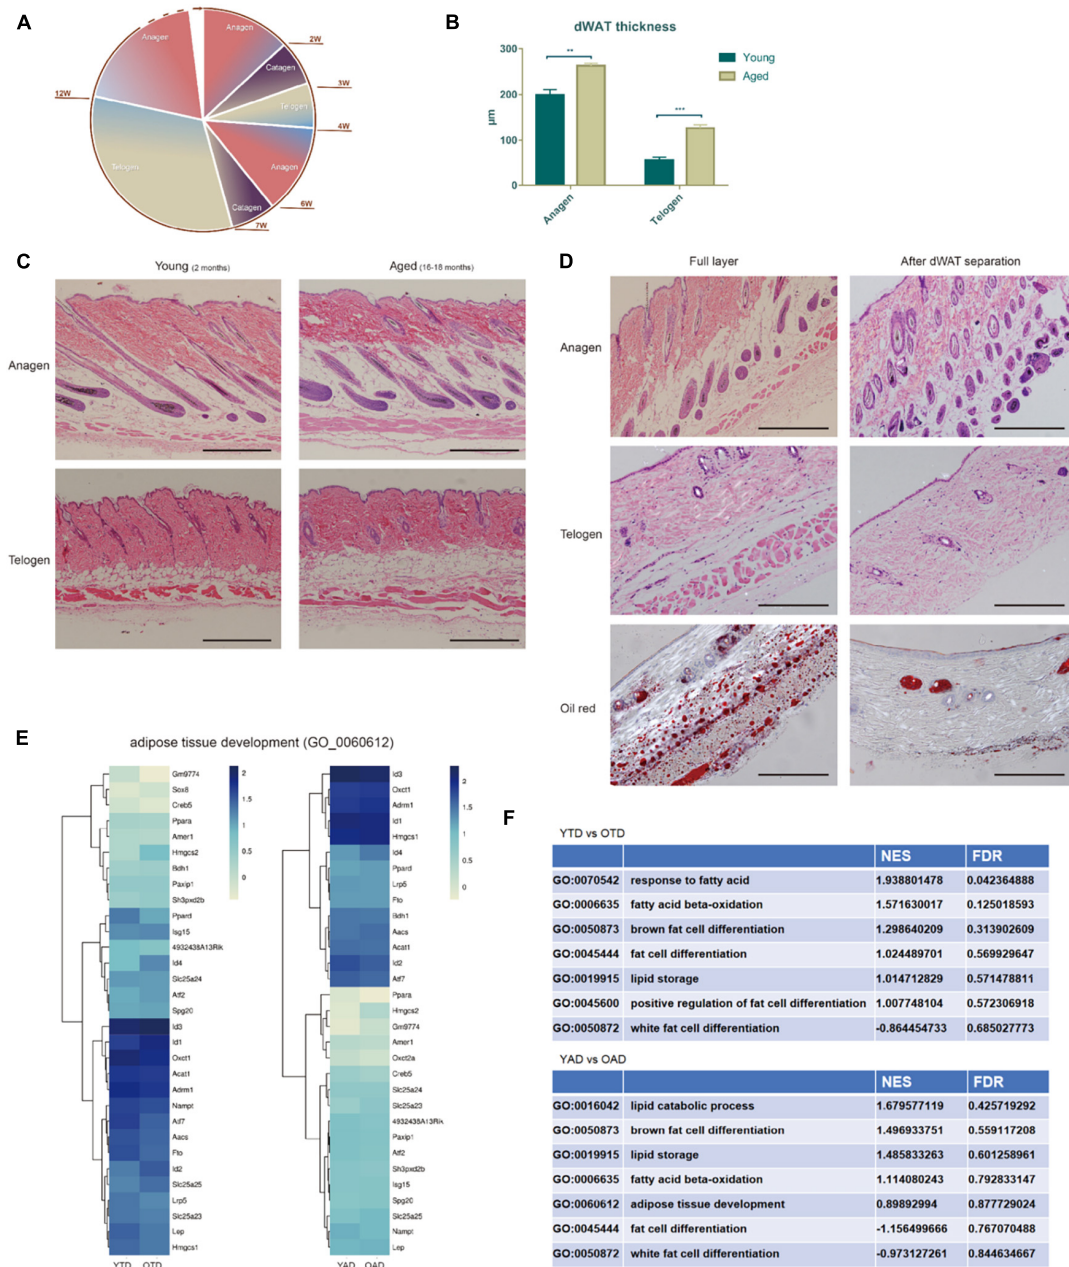 A
Anagen
Anagen
2W
Catagen
3W
Telogen
4W
Anagen
6W
Catagen
7W
Telogen
12W
B
dWAT thickness
300
200
100
0
µm
**
***
Young
Aged
Anagen
Telogen
C
Young (2 months)
Aged (16-18 months)
Anagen
Telogen
D
Full layer
After dWAT separation
Anagen
Telogen
Oil red
E
adipose tissue development (GO_0060612)
Gm9774
Sox8
Creb5
Ppara
Amer1
Hmgcs2
Bdh1
Paxip1
Sh3pxd2b
Ppard
Isg15
4932438A13Rik
Id4
Slc25a24
Atf2
Spg20
Id3
Id1
Oxct1
Acat1
Adrm1
Nampt
Atf7
Aacs
Fto
Id2
Slc25a25
Lrp5
Slc25a23
Lep
Hmgcs1
YTD OTD
2
1.5
1
0.5
0
Id3
Oxct1
Adrm1
Id1
Hmgcs1
Id4
Ppard
Lrp5
Fto
Bdh1
Aacs
Acat1
Id2
Atf7
Ppara
Hmgcs2
Gm9774
Amer1
Oxct2a
Creb5
Slc25a24
Slc25a23
4932438A13Rik
Paxip1
Atf2
Sh3pxd2b
Isg15
Spg20
Slc25a25
Nampt
Lep
YAD OAD
2
1.5
1
0.5
0
F
YTD vs OTD
NES FDR
GO:0070542 response to fatty acid 1.938801478 0.042364888
GO:0006635 fatty acid beta-oxidation 1.571630017 0.125018593
GO:0050873 brown fat cell differentiation 1.298640209 0.313902609
GO:0045444 fat cell differentiation 1.024489701 0.569929647
GO:0019915 lipid storage 1.014712829 0.571478811
GO:0045600 positive regulation of fat cell differentiation 1.007748104 0.572306918
GO:0050872 white fat cell differentiation -0.864454733 0.685027773
YAD vs OAD
NES FDR
GO:0016042 lipid catabolic process 1.679577119 0.425719292
GO:0050873 brown fat cell differentiation 1.496933751 0.559117208
GO:0019915 lipid storage 1.485833263 0.601258961
GO:0006635 fatty acid beta-oxidation 1.114080243 0.792833147
GO:0060612 adipose tissue development 0.89892994 0.877729024
GO:0045444 fat cell differentiation -1.156499666 0.767070488
GO:0050872 white fat cell differentiation -0.973127261 0.844634667